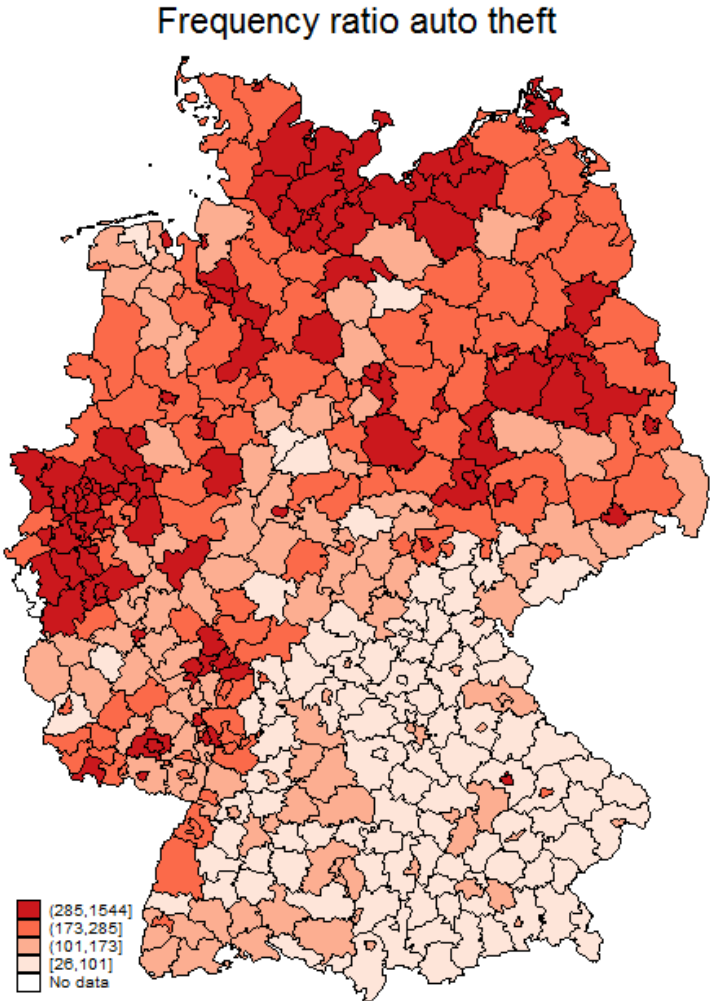 Frequency ratio auto theft
(285,1544]
(173,285]
(101,173]
[26,101]
No data